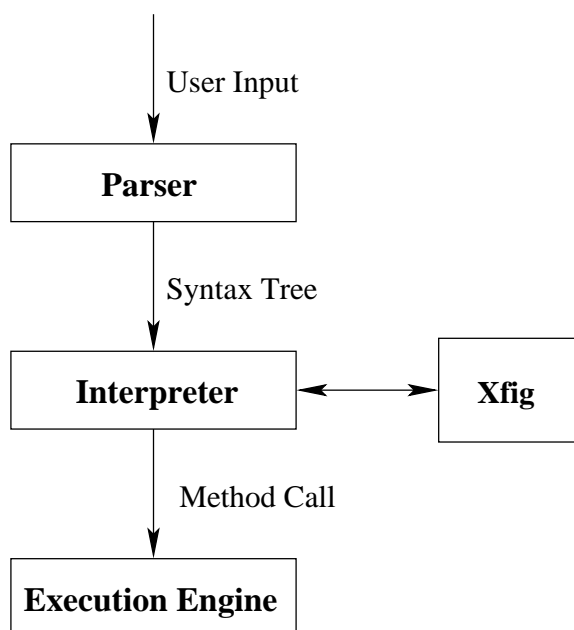 User Input
Parser
Syntax Tree
Interpreter
Xfig
Method Call
Execution Engine